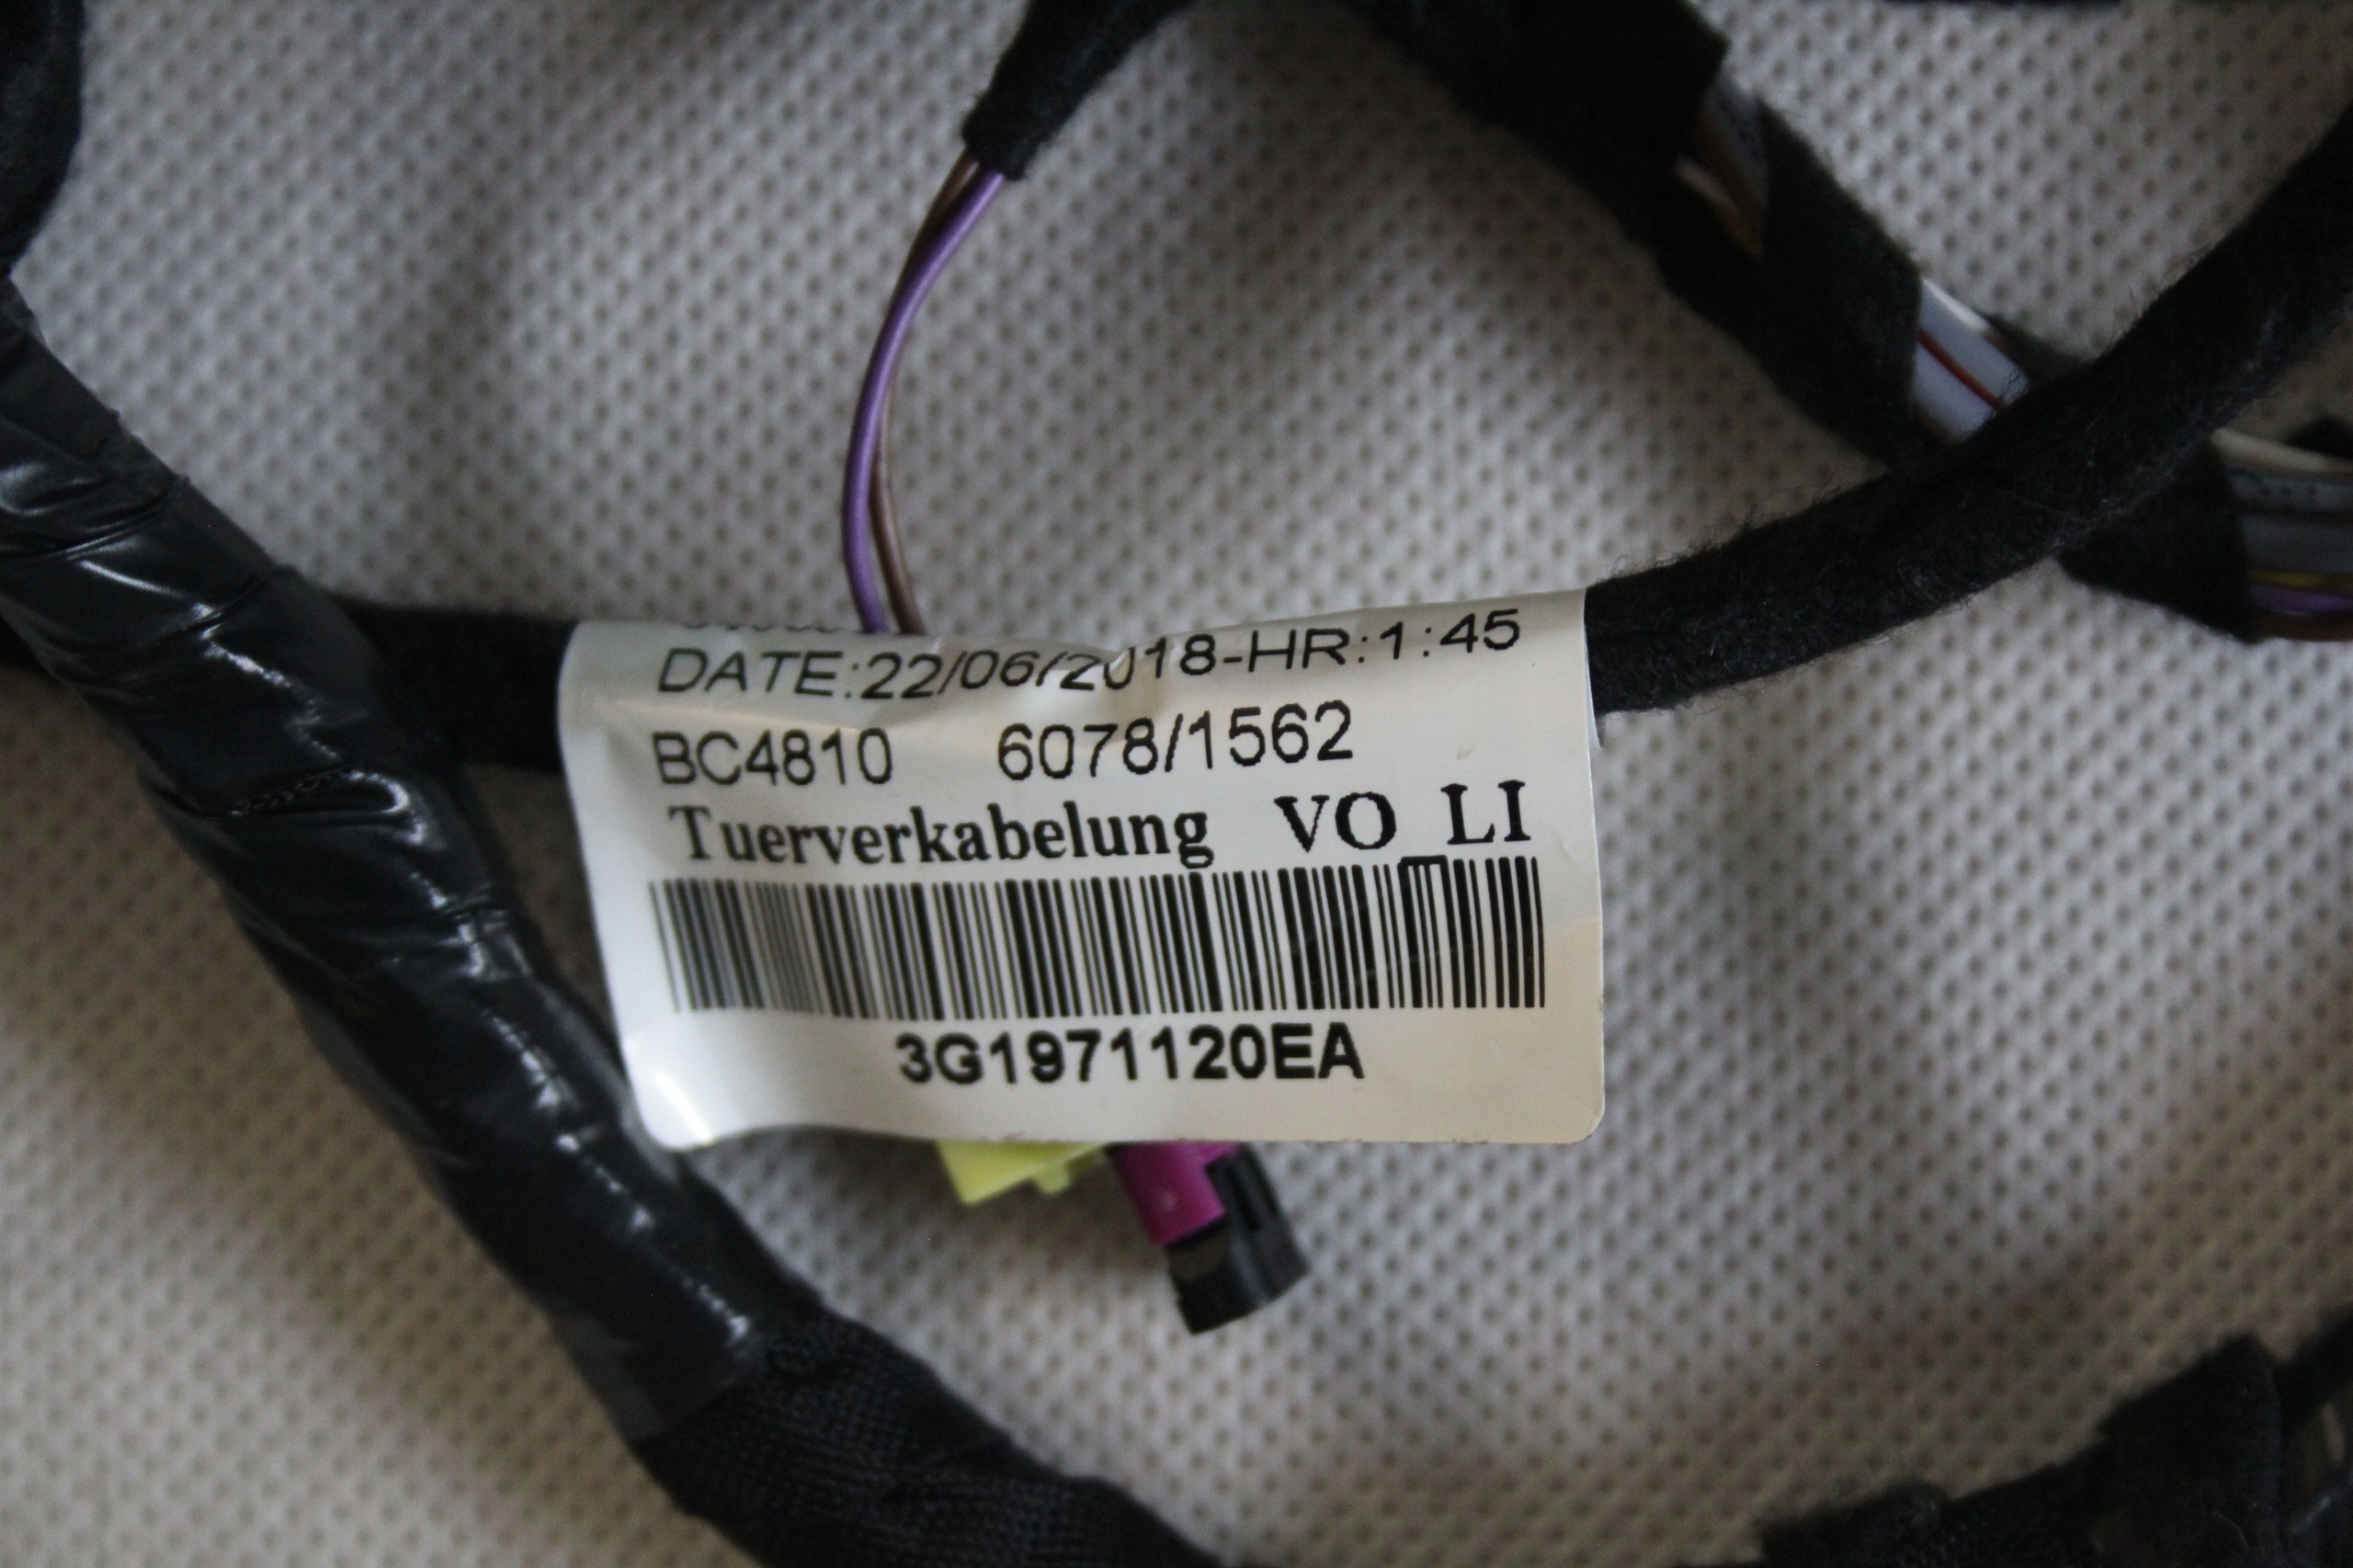 DATE:22/06/2018-HR:1:45
BC4810 6078/1562
Tuerverkabelung VO LI
3G1971120EA